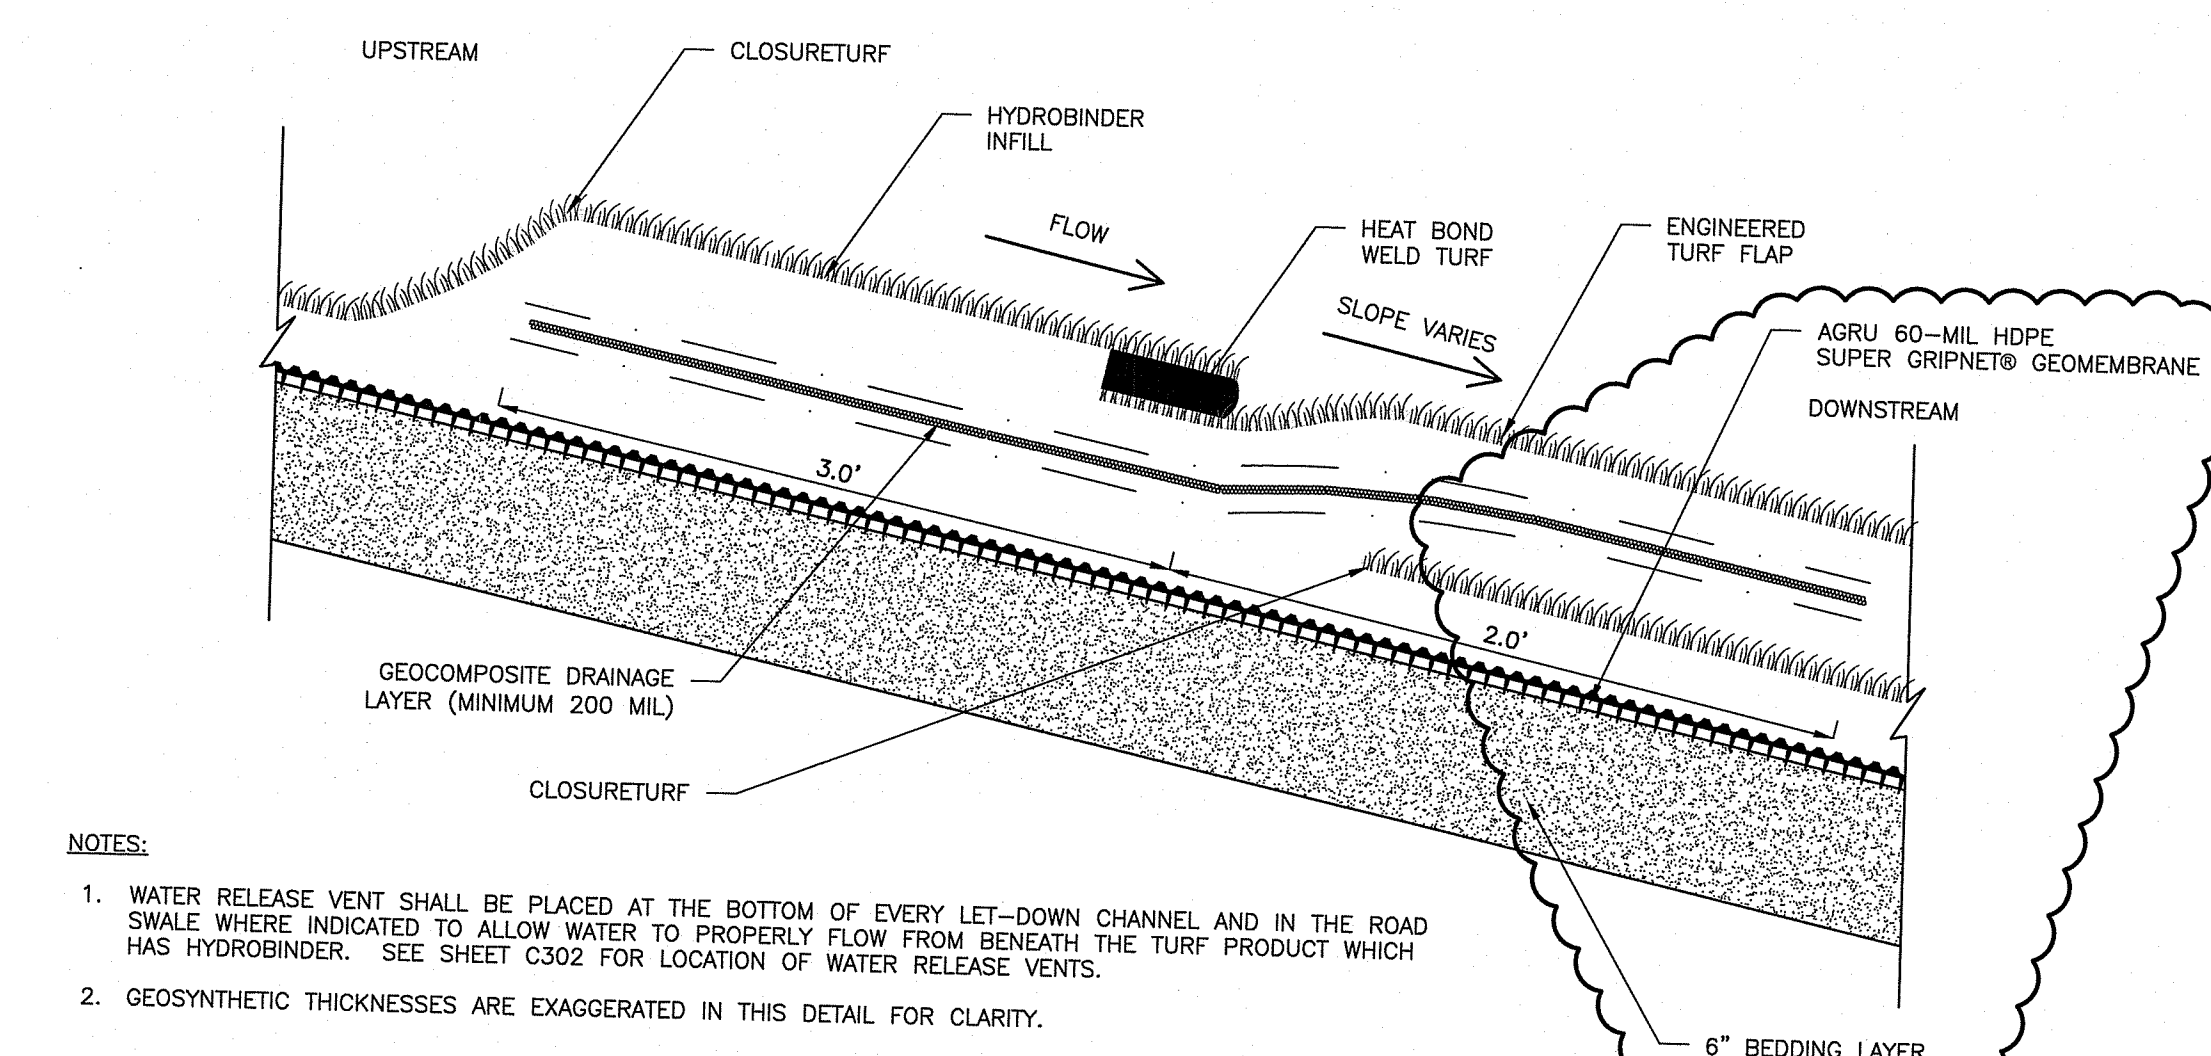 UPSTREAM
CLOSURETURF
HYDROBINDER
INFILL
FLOW
HEAT BOND
WELD TURF
ENGINEERED
TURF FLAP
SLOPE VARIES
AGRU 60-MIL HDPE
SUPER GRIPNET® GEOMEMBRANE
DOWNSTREAM
3.0'
2.0'
GEOCOMPOSITE DRAINAGE
LAYER (MINIMUM 200 MIL)
CLOSURETURF
NOTES:
1. WATER RELEASE VENT SHALL BE PLACED AT THE BOTTOM OF EVERY LET-DOWN CHANNEL AND IN THE ROAD
SWALE WHERE INDICATED TO ALLOW WATER TO PROPERLY FLOW FROM BENEATH THE TURF PRODUCT WHICH
HAS HYDROBINDER. SEE SHEET C302 FOR LOCATION OF WATER RELEASE VENTS.
2. GEOSYNTHETIC THICKNESSES ARE EXAGGERATED IN THIS DETAIL FOR CLARITY.
6" BEDDING LAYER